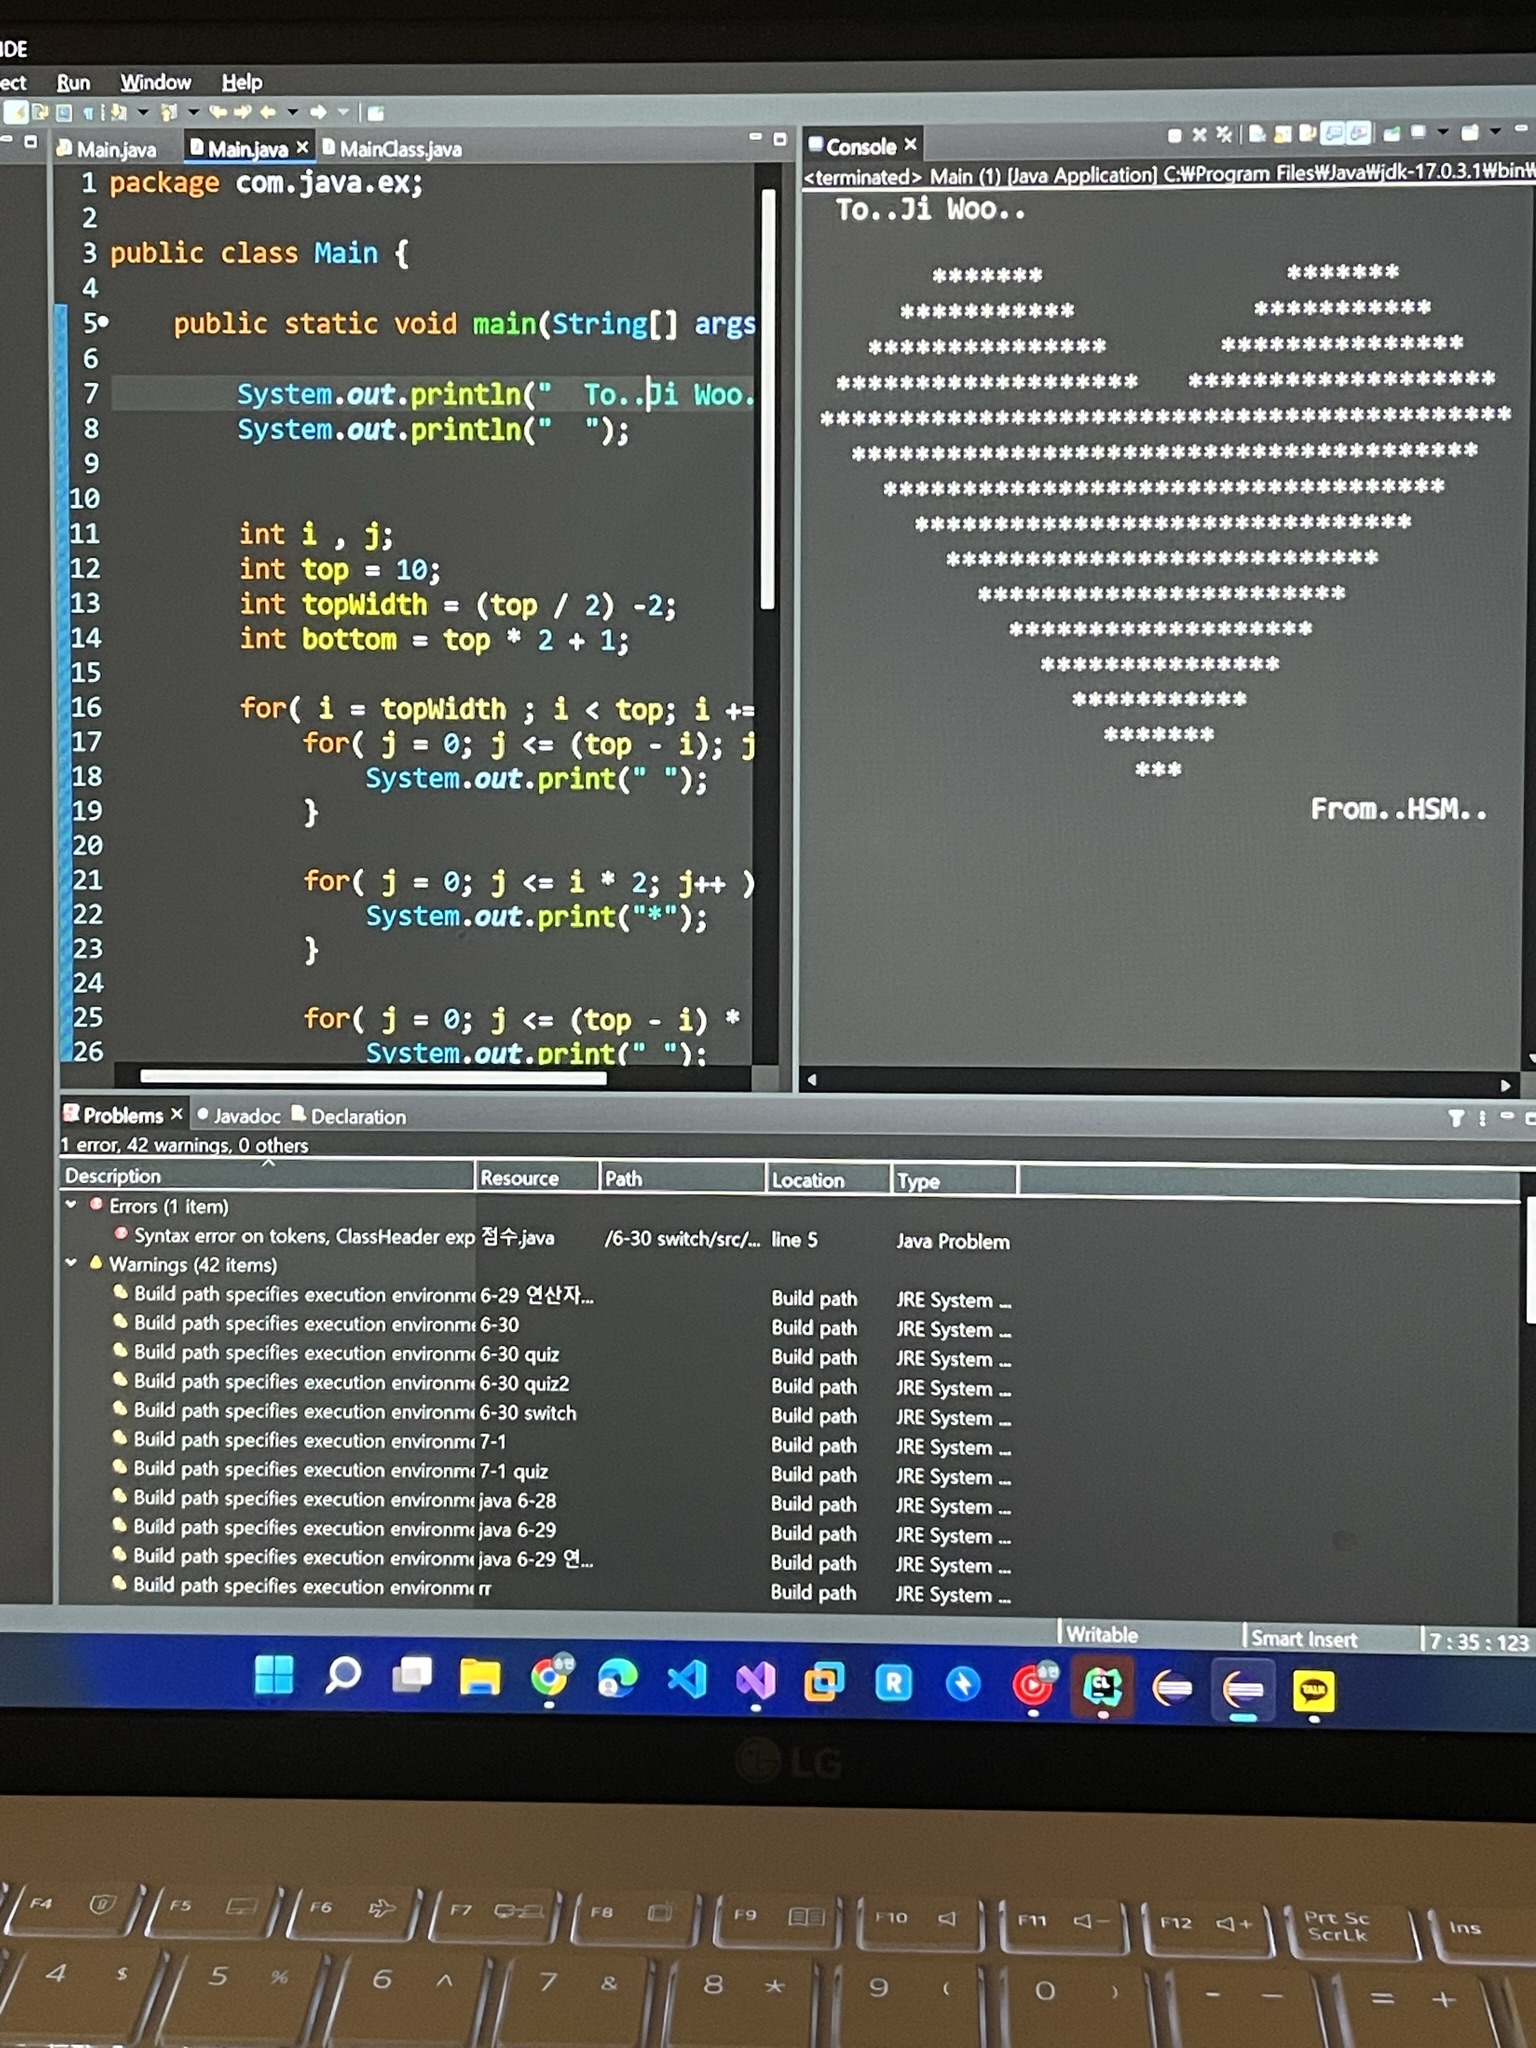 IDE
ect Run Window Help
Main.java Main.java MainClass.java
1 package com.java.ex;
2
3 public class Main {
4
5 public static void main(String[] args
6
7 System.out.println("  To..Ji Woo.
8 System.out.println("  ");
9
10
11 int i , j;
12 int top = 10;
13 int topWidth = (top / 2) -2;
14 int bottom = top * 2 + 1;
15
16 for( i = topWidth ; i < top; i +=
17 for( j = 0; j <= (top - i); j
18 System.out.print(" ");
19 }
20
21 for( j = 0; j <= i * 2; j++ )
22 System.out.print("*");
23 }
24
25 for( j = 0; j <= (top - i) *
26 System.out.print(" ");
Console
<terminated> Main (1) [Java Application] C:₩Program Files₩Java₩jdk-17.0.3.1₩bin₩
To..Ji Woo..
******* *******
*********** ***********
*************** ***************
******************* *******************
********************************************
****************************************
************************************
********************************
****************************
***********************
*******************
***************
***********
*******
***
From..HSM..
Problems Javadoc Declaration
1 error, 42 warnings, 0 others
Description Resource Path Location Type
Errors (1 item)
Syntax error on tokens, ClassHeader exp 점수.java /6-30 switch/src/... line 5 Java Problem
Warnings (42 items)
Build path specifies execution environme 6-29 연산자... Build path JRE System ...
Build path specifies execution environme 6-30 Build path JRE System ...
Build path specifies execution environme 6-30 quiz Build path JRE System ...
Build path specifies execution environme 6-30 quiz2 Build path JRE System ...
Build path specifies execution environme 6-30 switch Build path JRE System ...
Build path specifies execution environme 7-1 Build path JRE System ...
Build path specifies execution environme 7-1 quiz Build path JRE System ...
Build path specifies execution environme java 6-28 Build path JRE System ...
Build path specifies execution environme java 6-29 Build path JRE System ...
Build path specifies execution environme java 6-29 연... Build path JRE System ...
Build path specifies execution environme rr Build path JRE System ...
Writable Smart Insert 7 : 35 : 123
R CL TALK
LG
F4 F5 F6 F7 F8 F9 F10 F11 F12 Prt Sc Ins
ScrLk
4 $ 5 % 6 ^ 7 & 8 * 9 ( 0 ) - _ = +